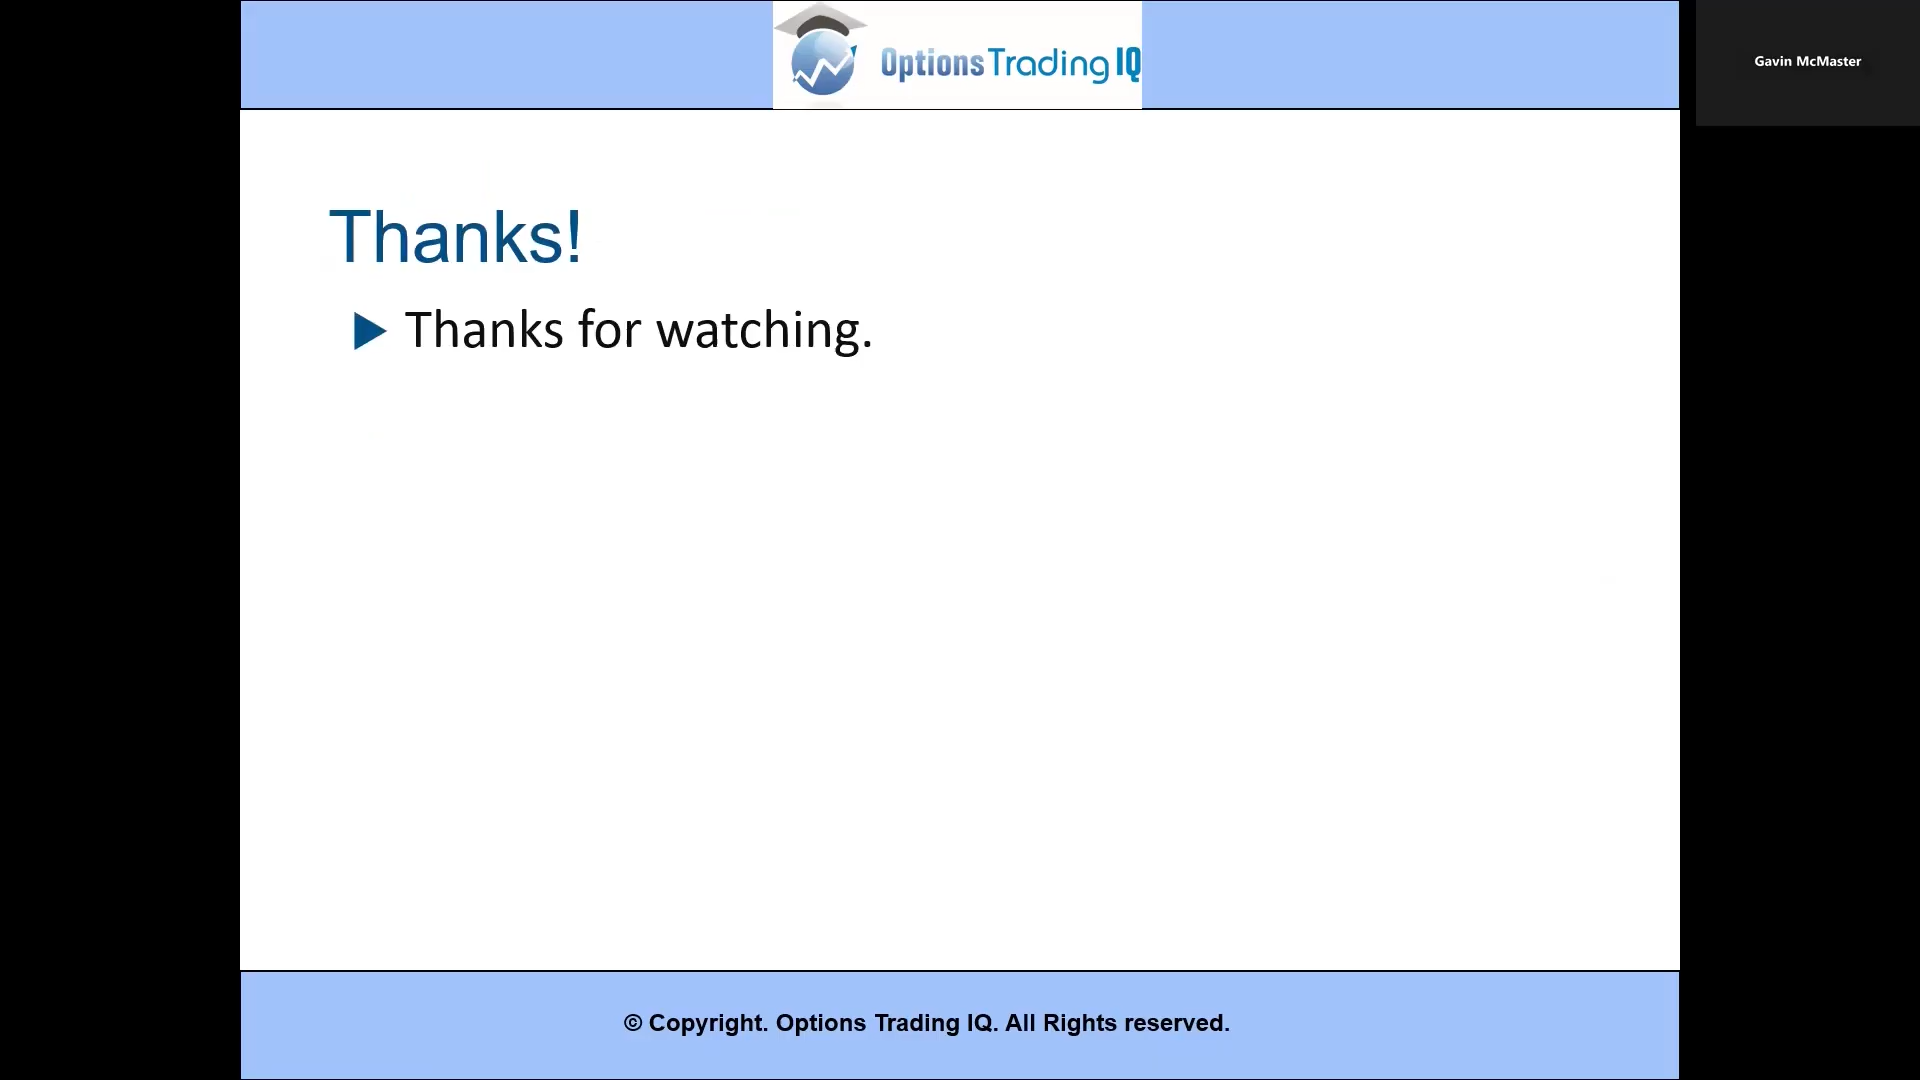 Options Trading IQ
Gavin McMaster
Thanks!
Thanks for watching.
© Copyright. Options Trading IQ. All Rights reserved.